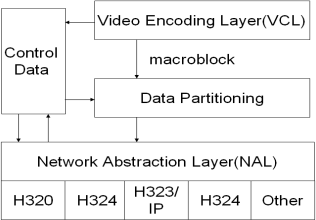 Video Encoding Layer(VCL)
Control
Data
macroblock
Data Partitioning
Network Abstraction Layer(NAL)
H320
H324
H323/
IP
H324
Other